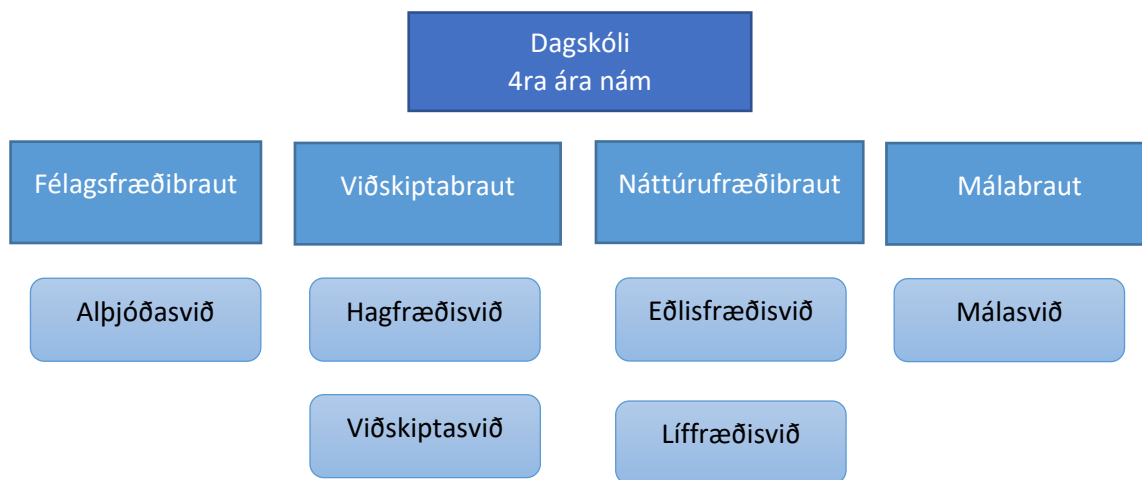 Dagskóli
4ra ára nám
Félagsfræðibraut
Viðskiptabraut
Náttúrufræðibraut
Málabraut
Alþjóðasvið
Hagfræðisvið
Eðlisfræðisvið
Málasvið
Viðskiptasvið
Líffræðisvið